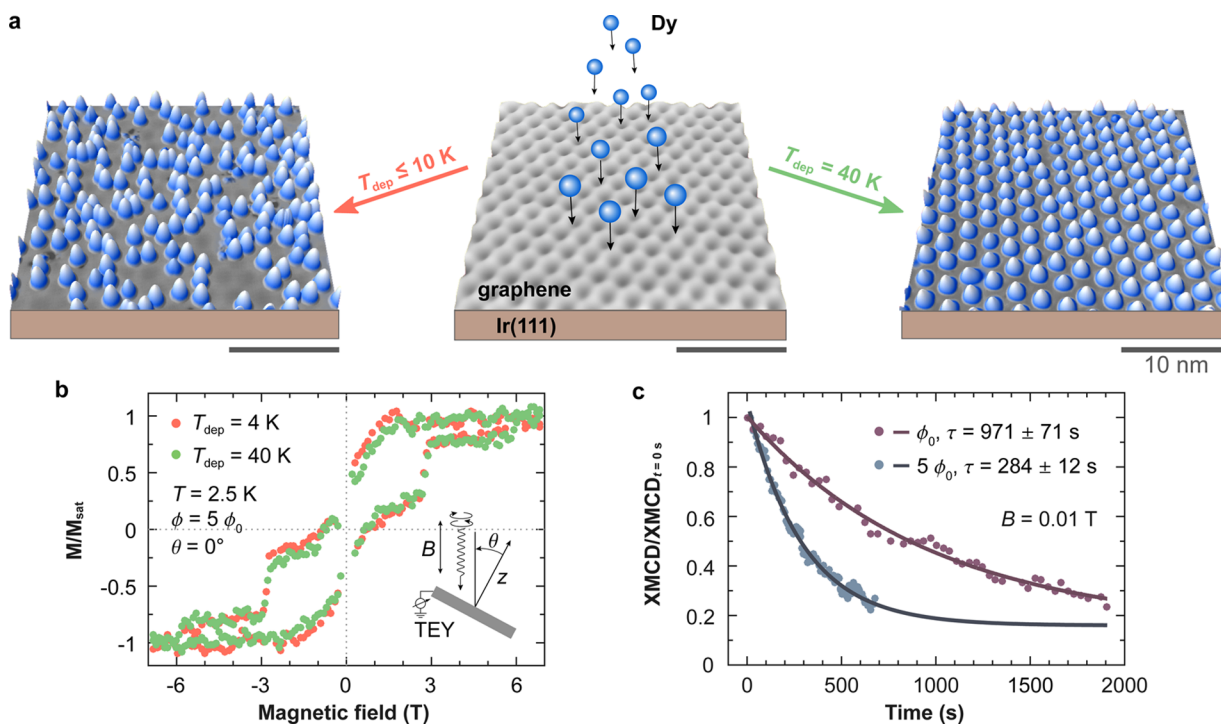 a
Dy
T_dep ≤ 10 K
T_dep = 40 K
graphene
Ir(111)
10 nm
b
T_dep = 4 K
T_dep = 40 K
T = 2.5 K
ϕ = 5 ϕ₀
θ = 0°
B
θ
z
TEY
M/M_sat
1
0.5
0
-0.5
-1
-6
-3
0
3
6
Magnetic field (T)
c
ϕ₀, τ = 971 ± 71 s
5 ϕ₀, τ = 284 ± 12 s
B = 0.01 T
XMCD/XMCD_t = 0 s
1
0.8
0.6
0.4
0.2
0
0
500
1000
1500
2000
Time (s)